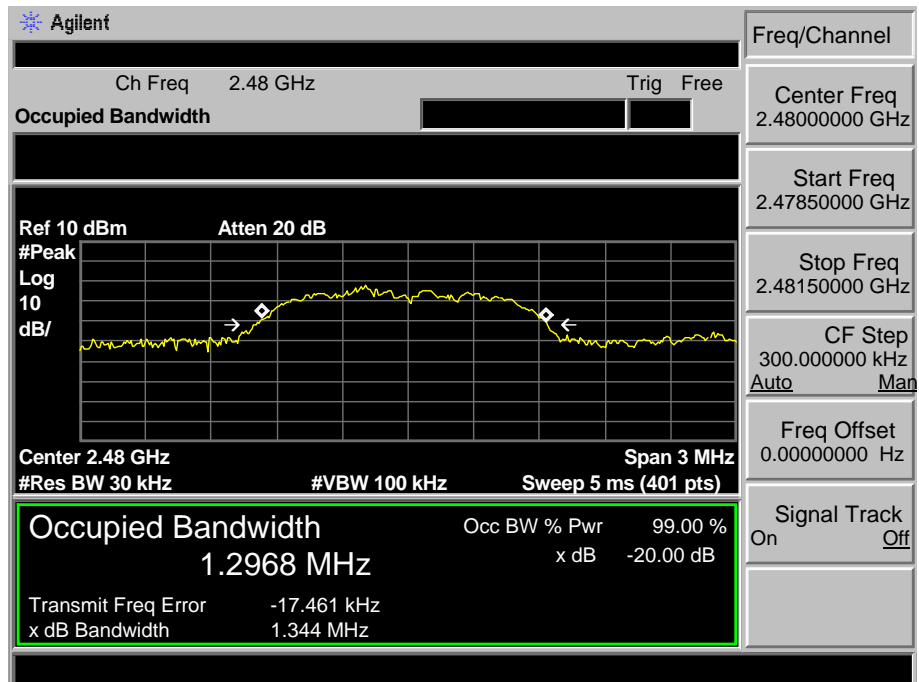 Agilent
Freq/Channel
Ch Freq 2.48 GHz Trig Free
Occupied Bandwidth
Center Freq
2.48000000 GHz
Start Freq
2.47850000 GHz
Stop Freq
2.48150000 GHz
CF Step
300.000000 kHz
Auto Man
Freq Offset
0.00000000 Hz
Signal Track
On Off
Ref 10 dBm Atten 20 dB
#Peak
Log
10
dB/
Center 2.48 GHz Span 3 MHz
#Res BW 30 kHz #VBW 100 kHz Sweep 5 ms (401 pts)
Occupied Bandwidth Occ BW % Pwr 99.00 %
1.2968 MHz x dB -20.00 dB
Transmit Freq Error -17.461 kHz
x dB Bandwidth 1.344 MHz